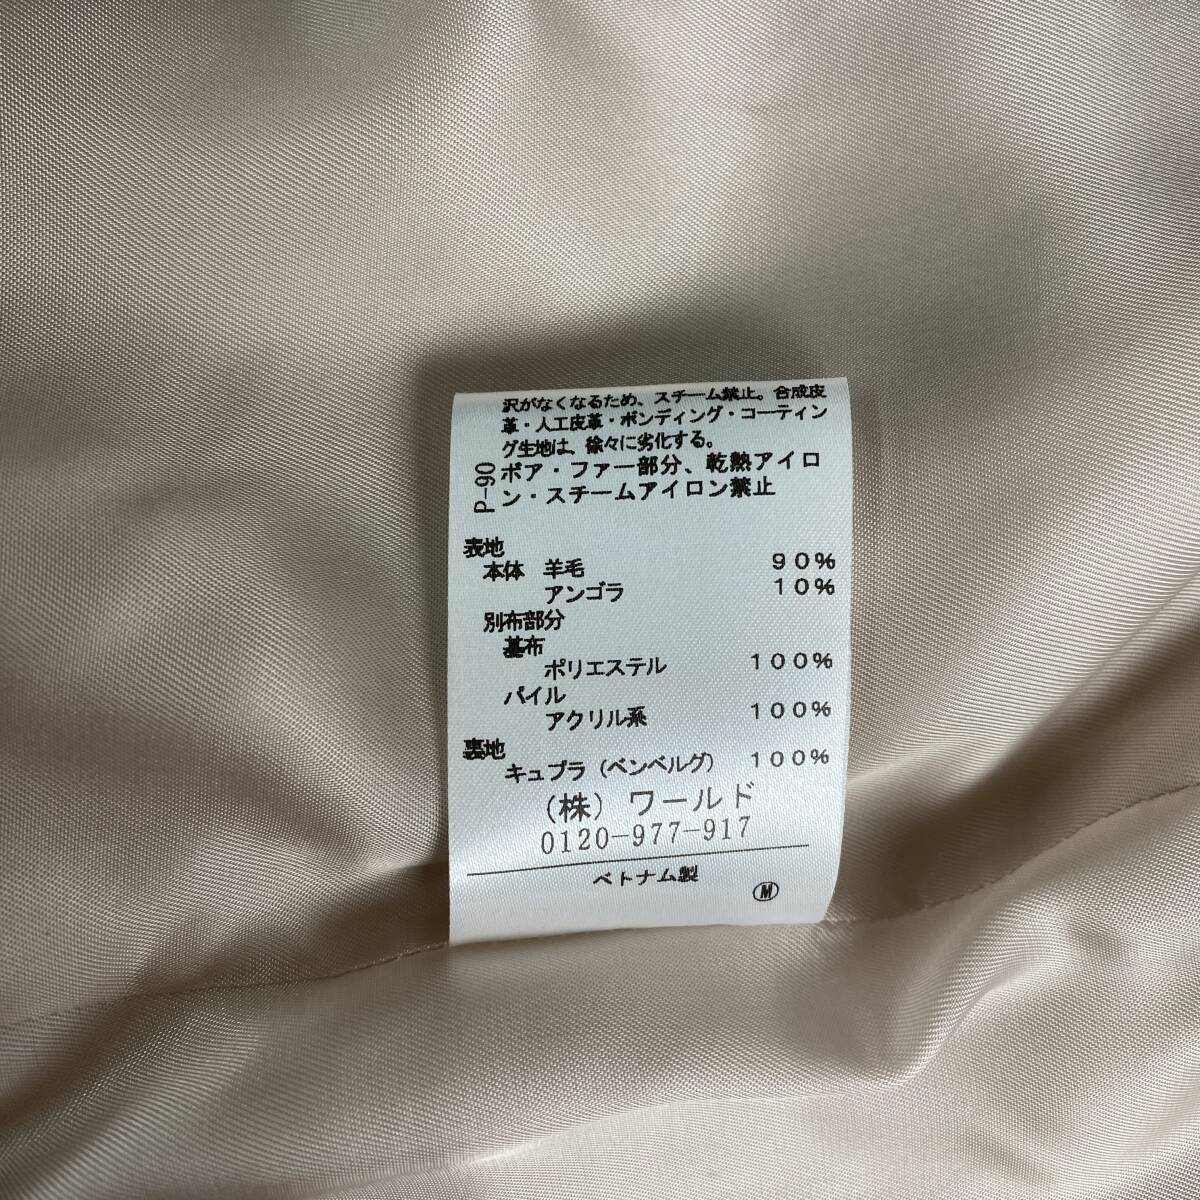 沢がなくなるため、スチーム禁止。合成皮
革・人工皮革・ボンディング・コーティン
グ生地は、徐々に劣化する。
P-90
ボア・ファー部分、乾熱アイロ
ン・スチームアイロン禁止
表地
本体 羊毛 90%
アンゴラ 10%
別布部分
基布
ポリエステル 100%
パイル
アクリル系 100%
裏地
キュプラ（ベンベルグ） 100%
（株）ワールド
0120-977-917
ベトナム製
M